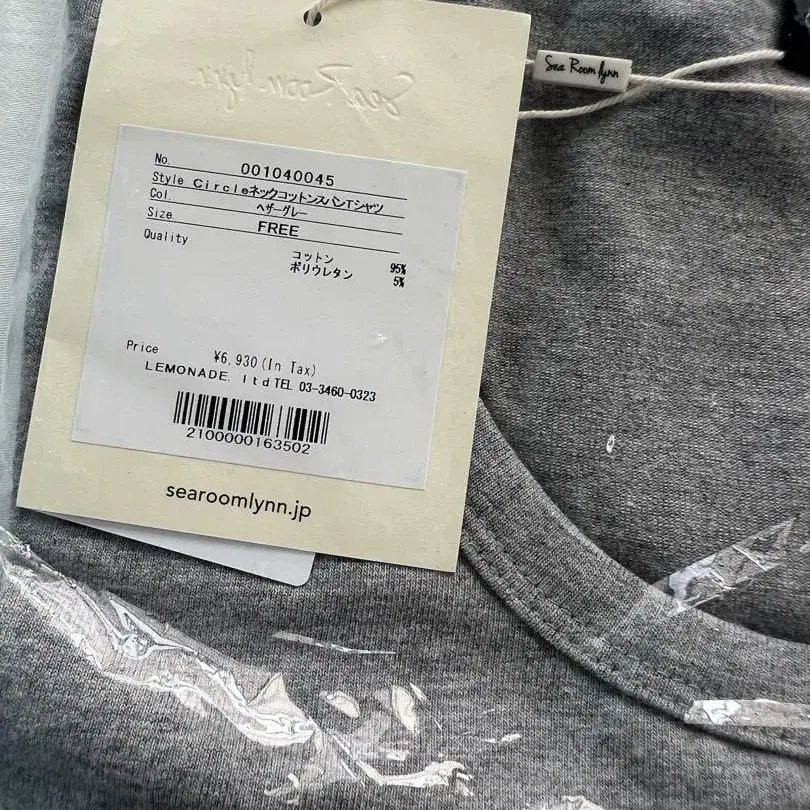 Sea Room lynn
Sea Room lynn
No. 001040045
Style CircleネックコットンスパンTシャツ
Col. ヘザーグレー
Size FREE
Quality
コットン 95%
ポリウレタン 5%
Price ¥6,930(In Tax)
LEMONADE. ltd TEL 03-3460-0323
2100000163502
searoomlynn.jp